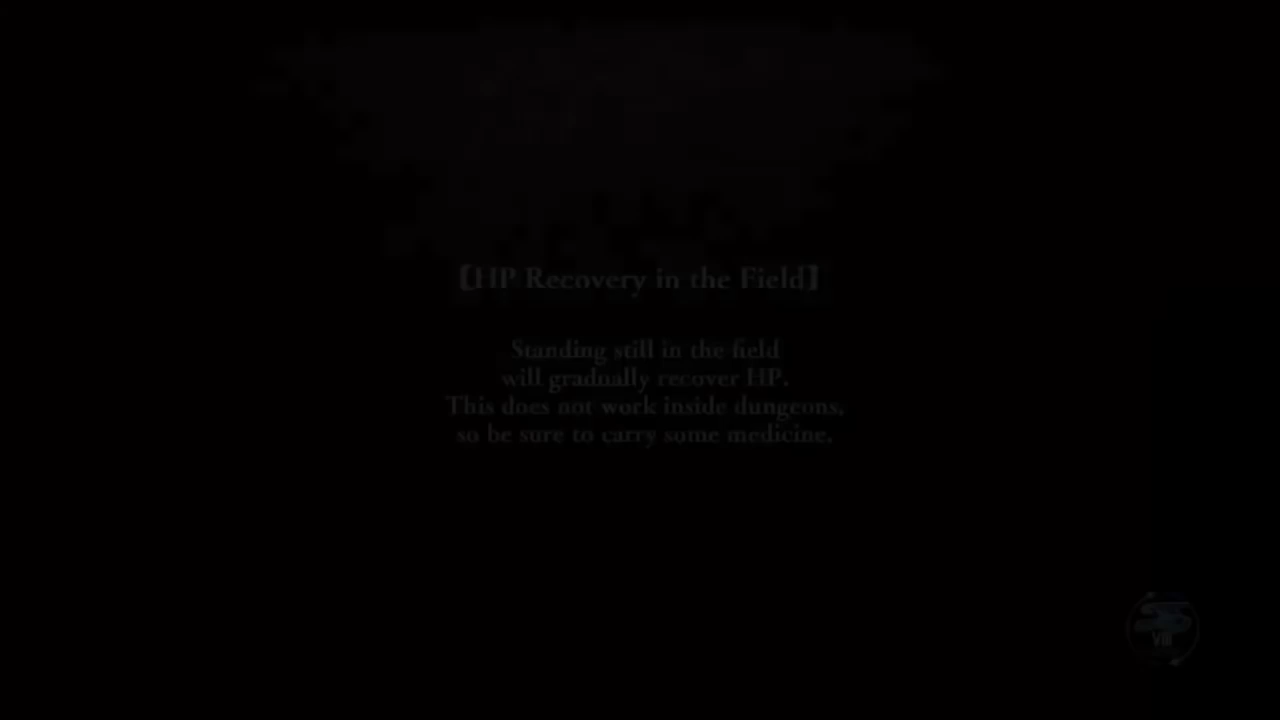 【HP Recovery in the Field】
Standing still in the field
will gradually recover HP.
This does not work inside dungeons,
so be sure to carry some medicine.
VIII